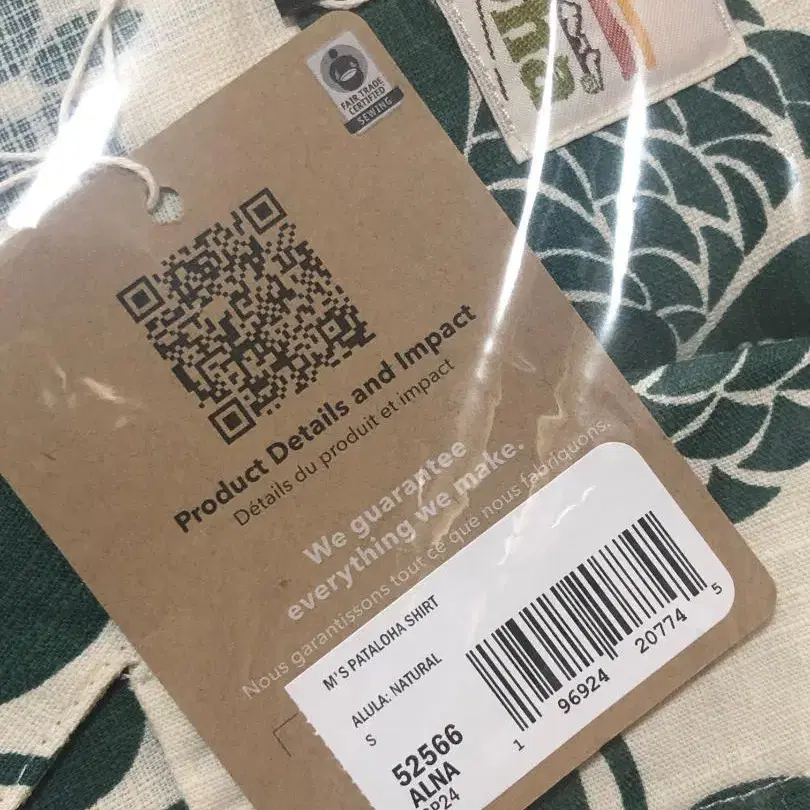 FAIR TRADE
CERTIFIED
SEWING
Product Details and Impact
Détails du produit et impact
We guarantee
everything we make.
Nous garantissons tout ce que nous fabriquons.
M'S PATALOHA SHIRT
ALULA: NATURAL
S
52566
ALNA
1 96924 20774 5